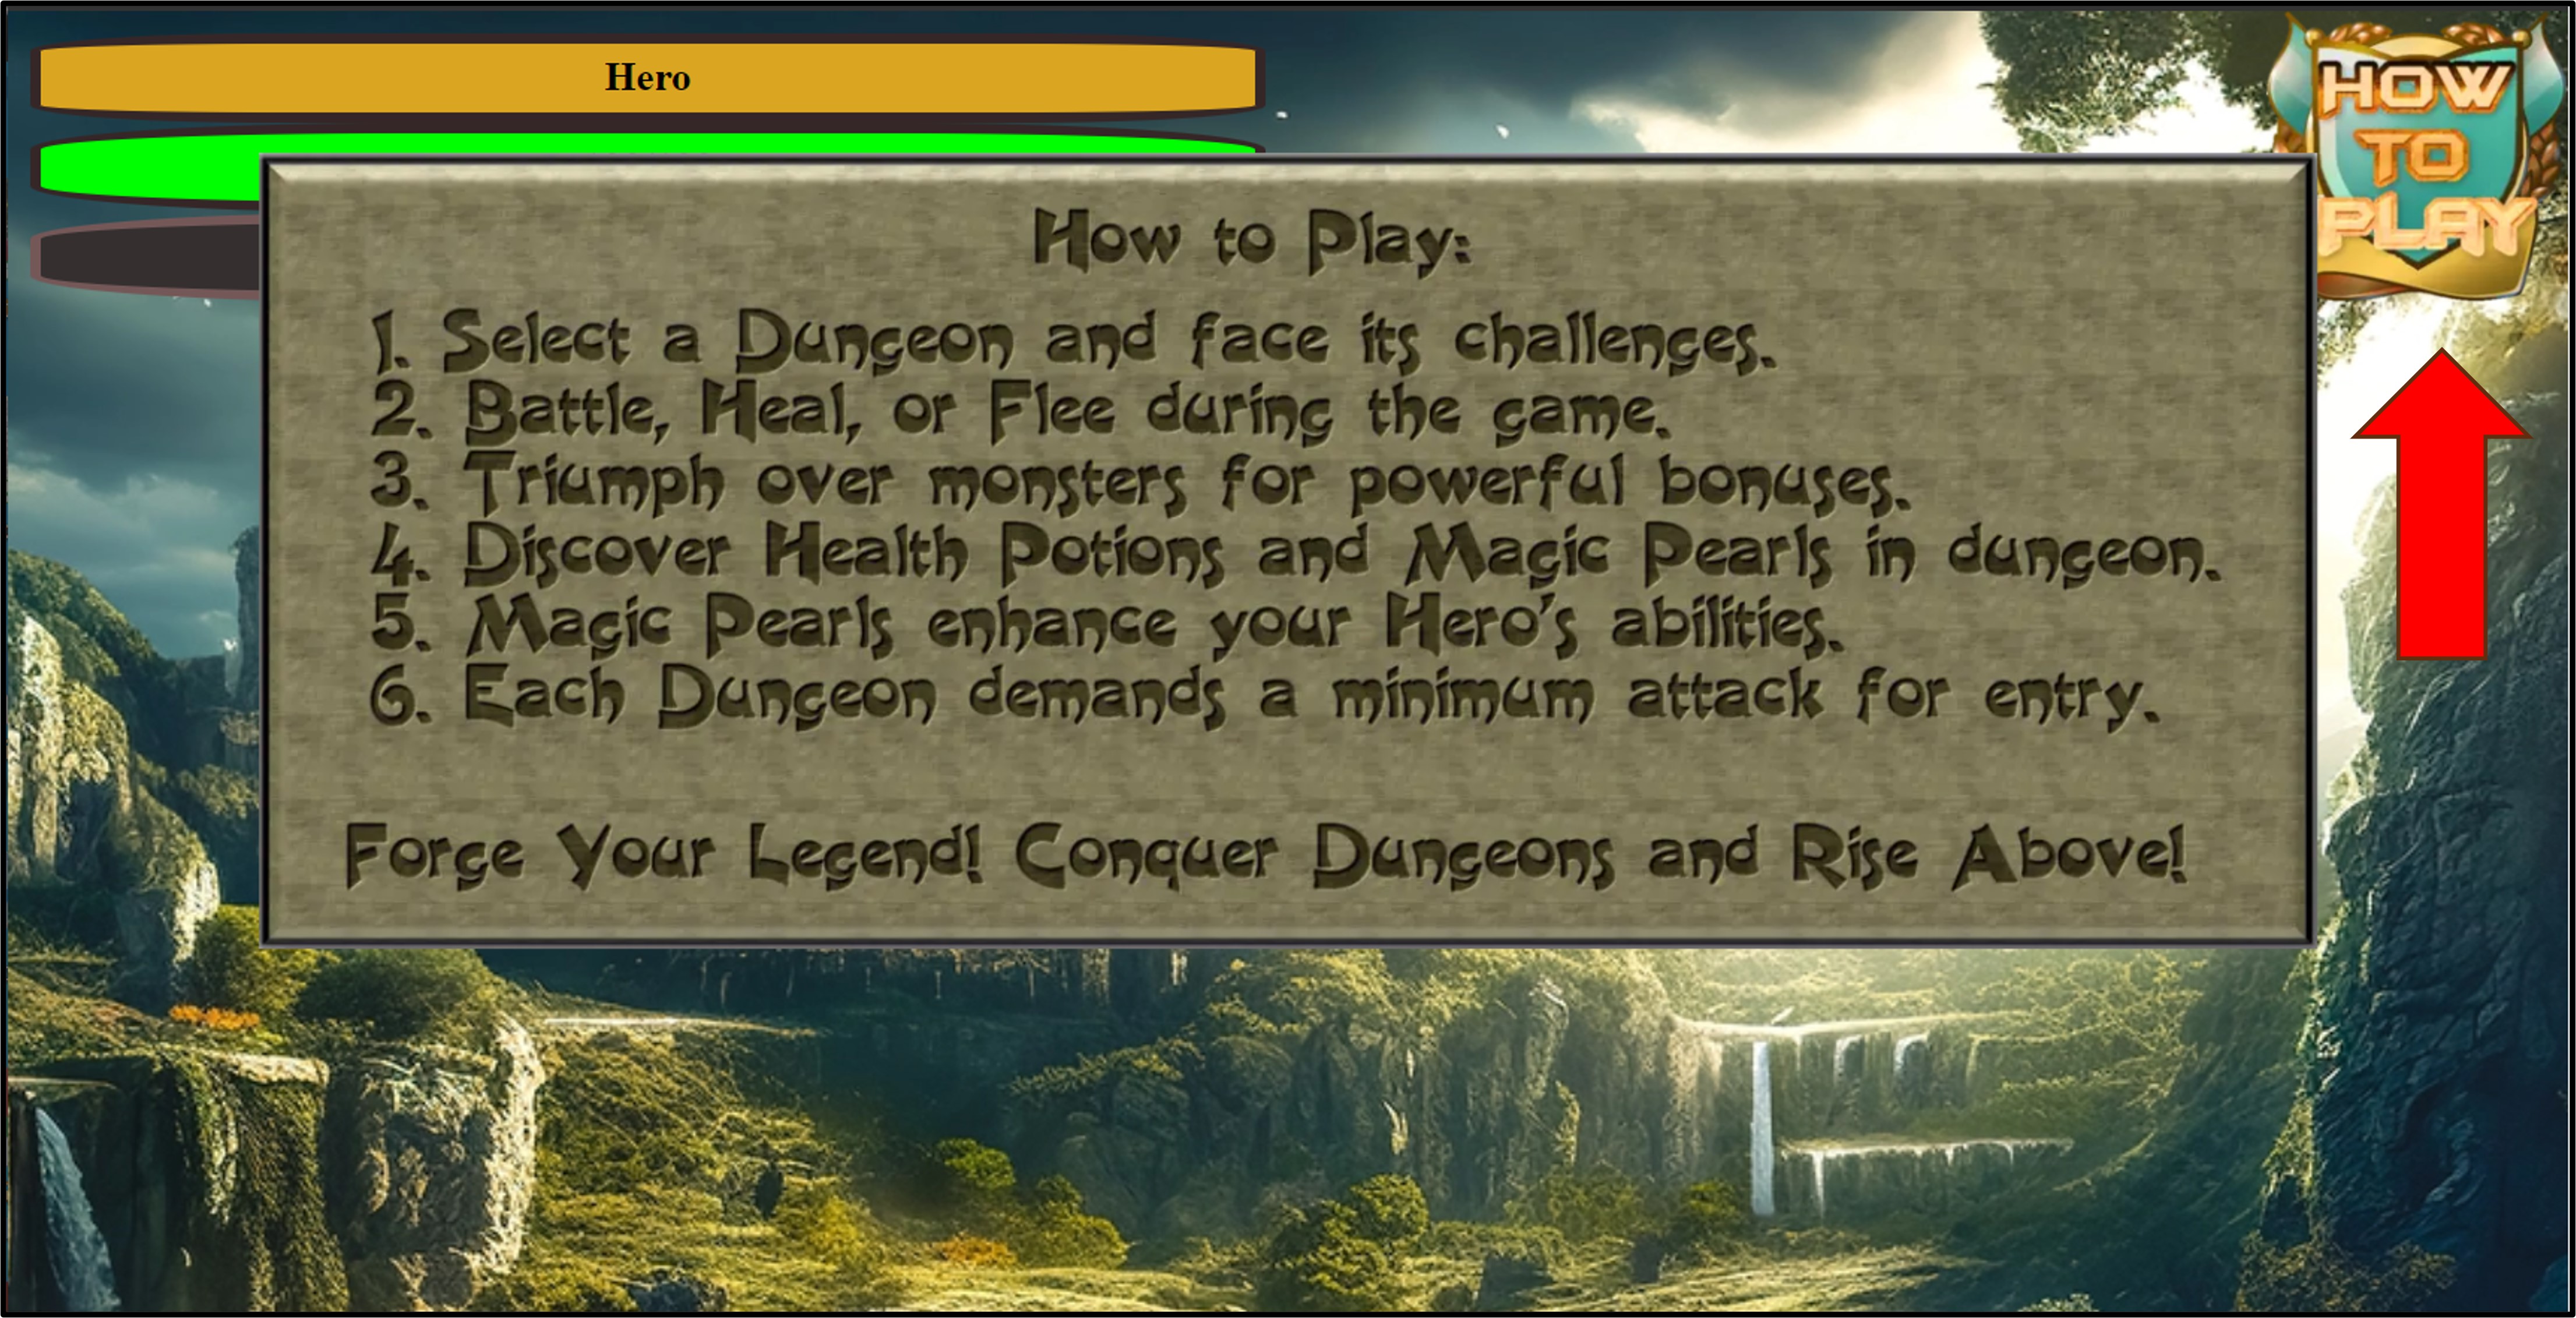 Hero
HOW
TO
PLAY
How to Play:
1. Select a Dungeon and face its challenges.
2. Battle, Heal, or Flee during the game.
3. Triumph over monsters for powerful bonuses.
4. Discover Health Potions and Magic Pearls in dungeon.
5. Magic Pearls enhance your Hero's abilities.
6. Each Dungeon demands a minimum attack for entry.
Forge Your Legend! Conquer Dungeons and Rise Above!